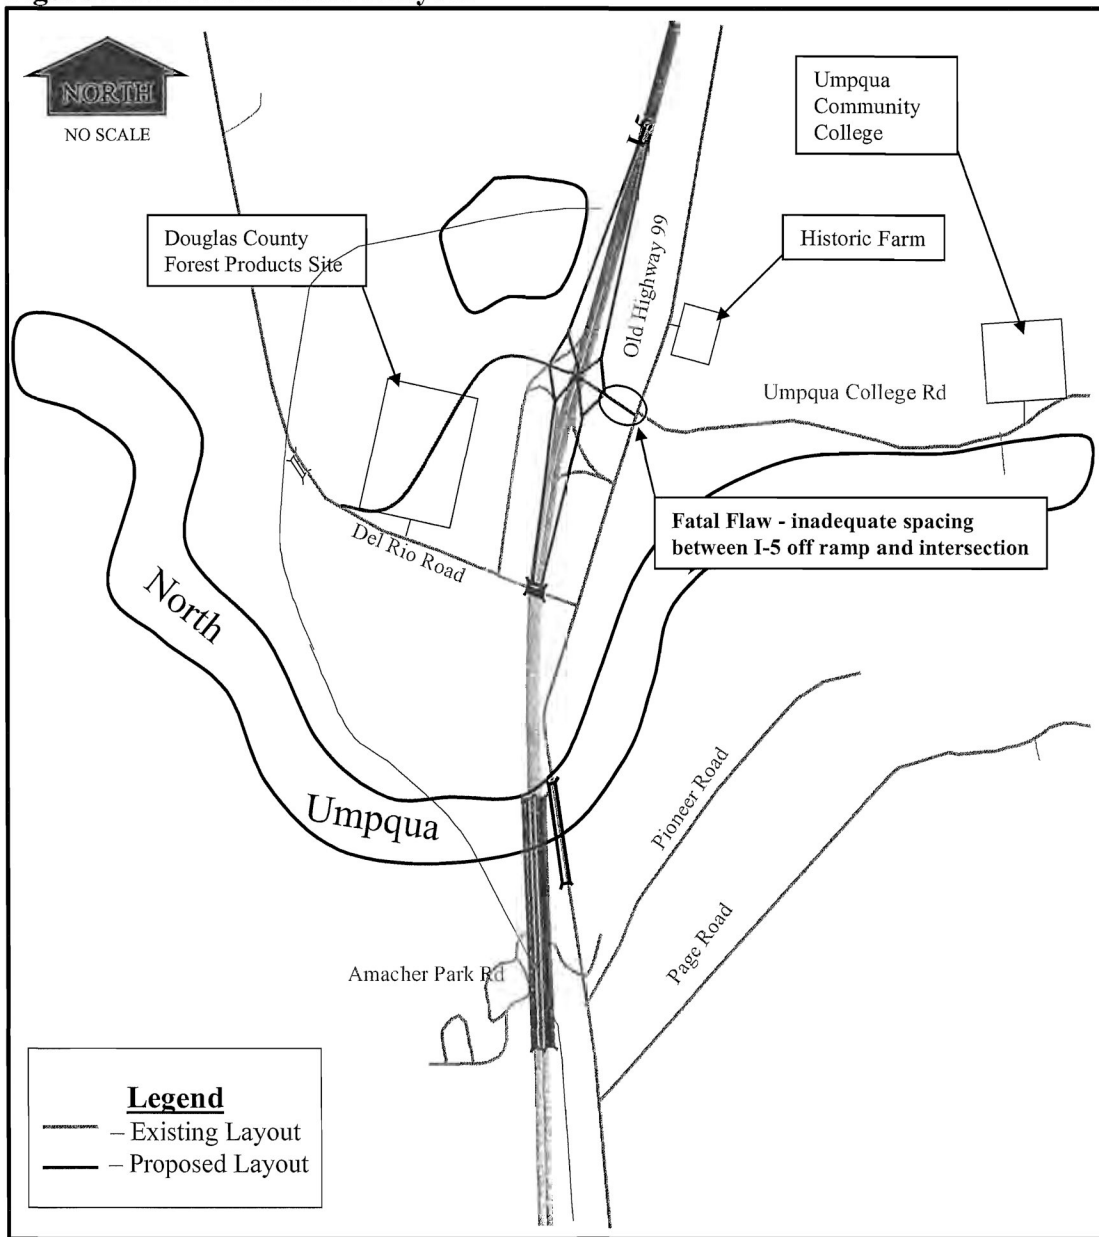 NORTH
NO SCALE
Umpqua
Community
College
Douglas County
Forest Products Site
Old Highway 99
Historic Farm
Umpqua College Rd
Fatal Flaw - inadequate spacing
between I-5 off ramp and intersection
Del Rio Road
North
Umpqua
Pioneer Road
Page Road
Amacher Park Rd
Legend
– Existing Layout
– Proposed Layout